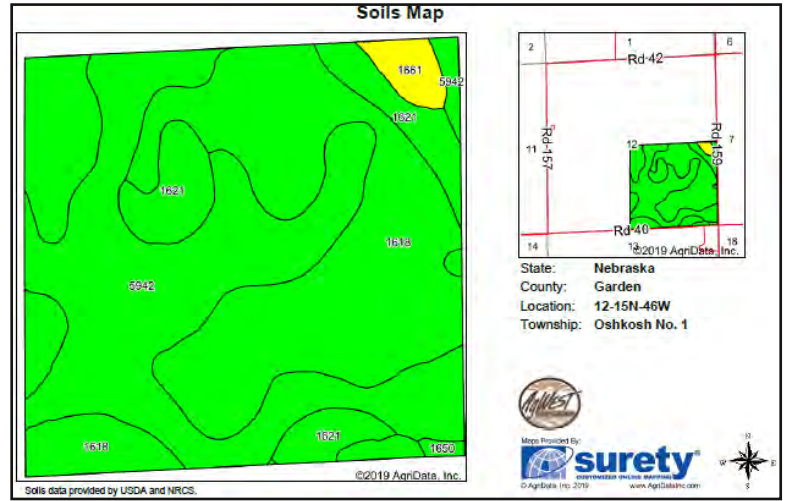 Soils Map
1661
5942
1621
1621
1618
5942
1618
1621
1650
©2019 AgriData, Inc.
Soils data provided by USDA and NRCS.
2
1
6
Rd-42
11
Rd-157
12
Rd-159
7
Rd-40
14
13
18
©2019 AgriData, Inc.
State: Nebraska
County: Garden
Location: 12-15N-46W
Township: Oshkosh No. 1
AgWEST
Maps Provided By:
surety®
CUSTOMIZED ONLINE MAPPING
© AgriData, Inc. 2019 www.AgriDataInc.com
N
W E
S